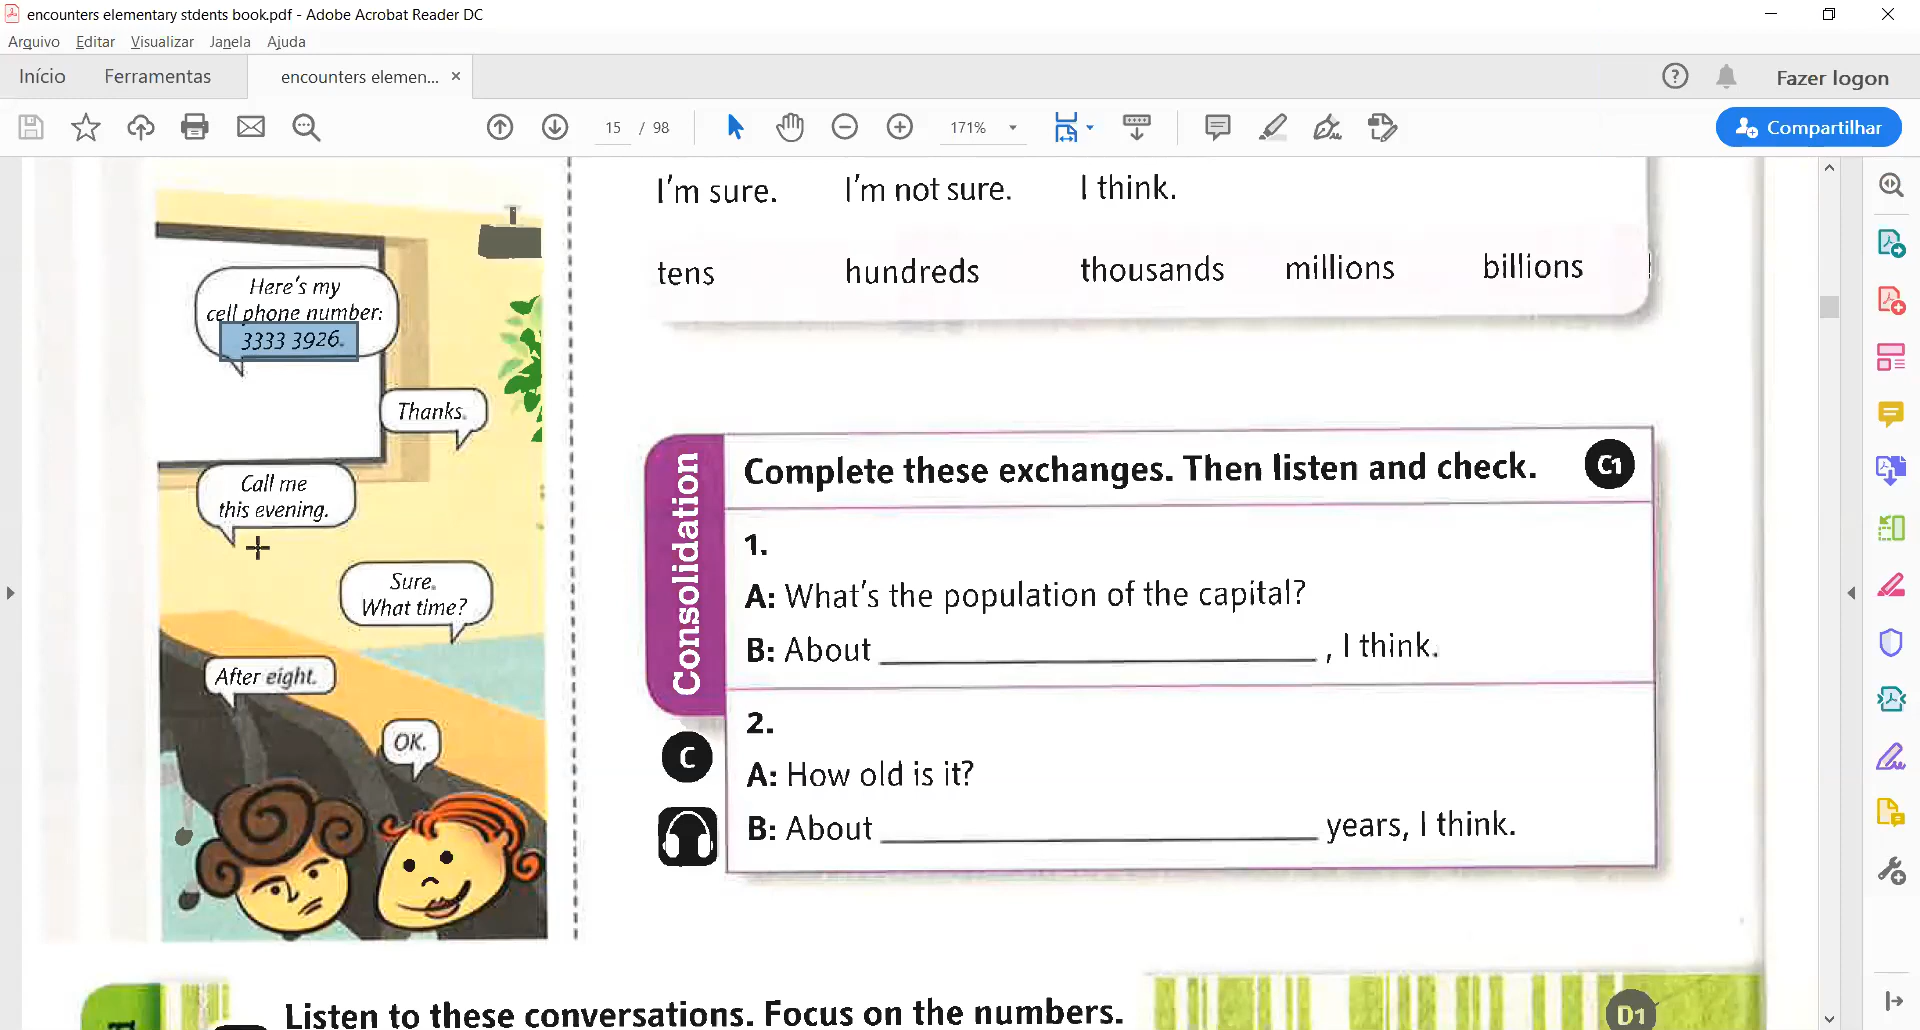 encounters elementary stdents book.pdf - Adobe Acrobat Reader DC
Arquivo Editar Visualizar Janela Ajuda
Início Ferramentas encounters elemen... × Fazer logon
15 / 98 171% Compartilhar
Here's my
cell phone number:
3333 3926.
Thanks.
Call me
this evening.
Sure.
What time?
After eight.
OK.
I'm sure. I'm not sure. I think.
tens hundreds thousands millions billions
Consolidation
Complete these exchanges. Then listen and check. C1
1.
A: What's the population of the capital?
B: About ____________________ , I think.
C
2.
A: How old is it?
B: About ____________________ years, I think.
Listen to these conversations. Focus on the numbers. D1